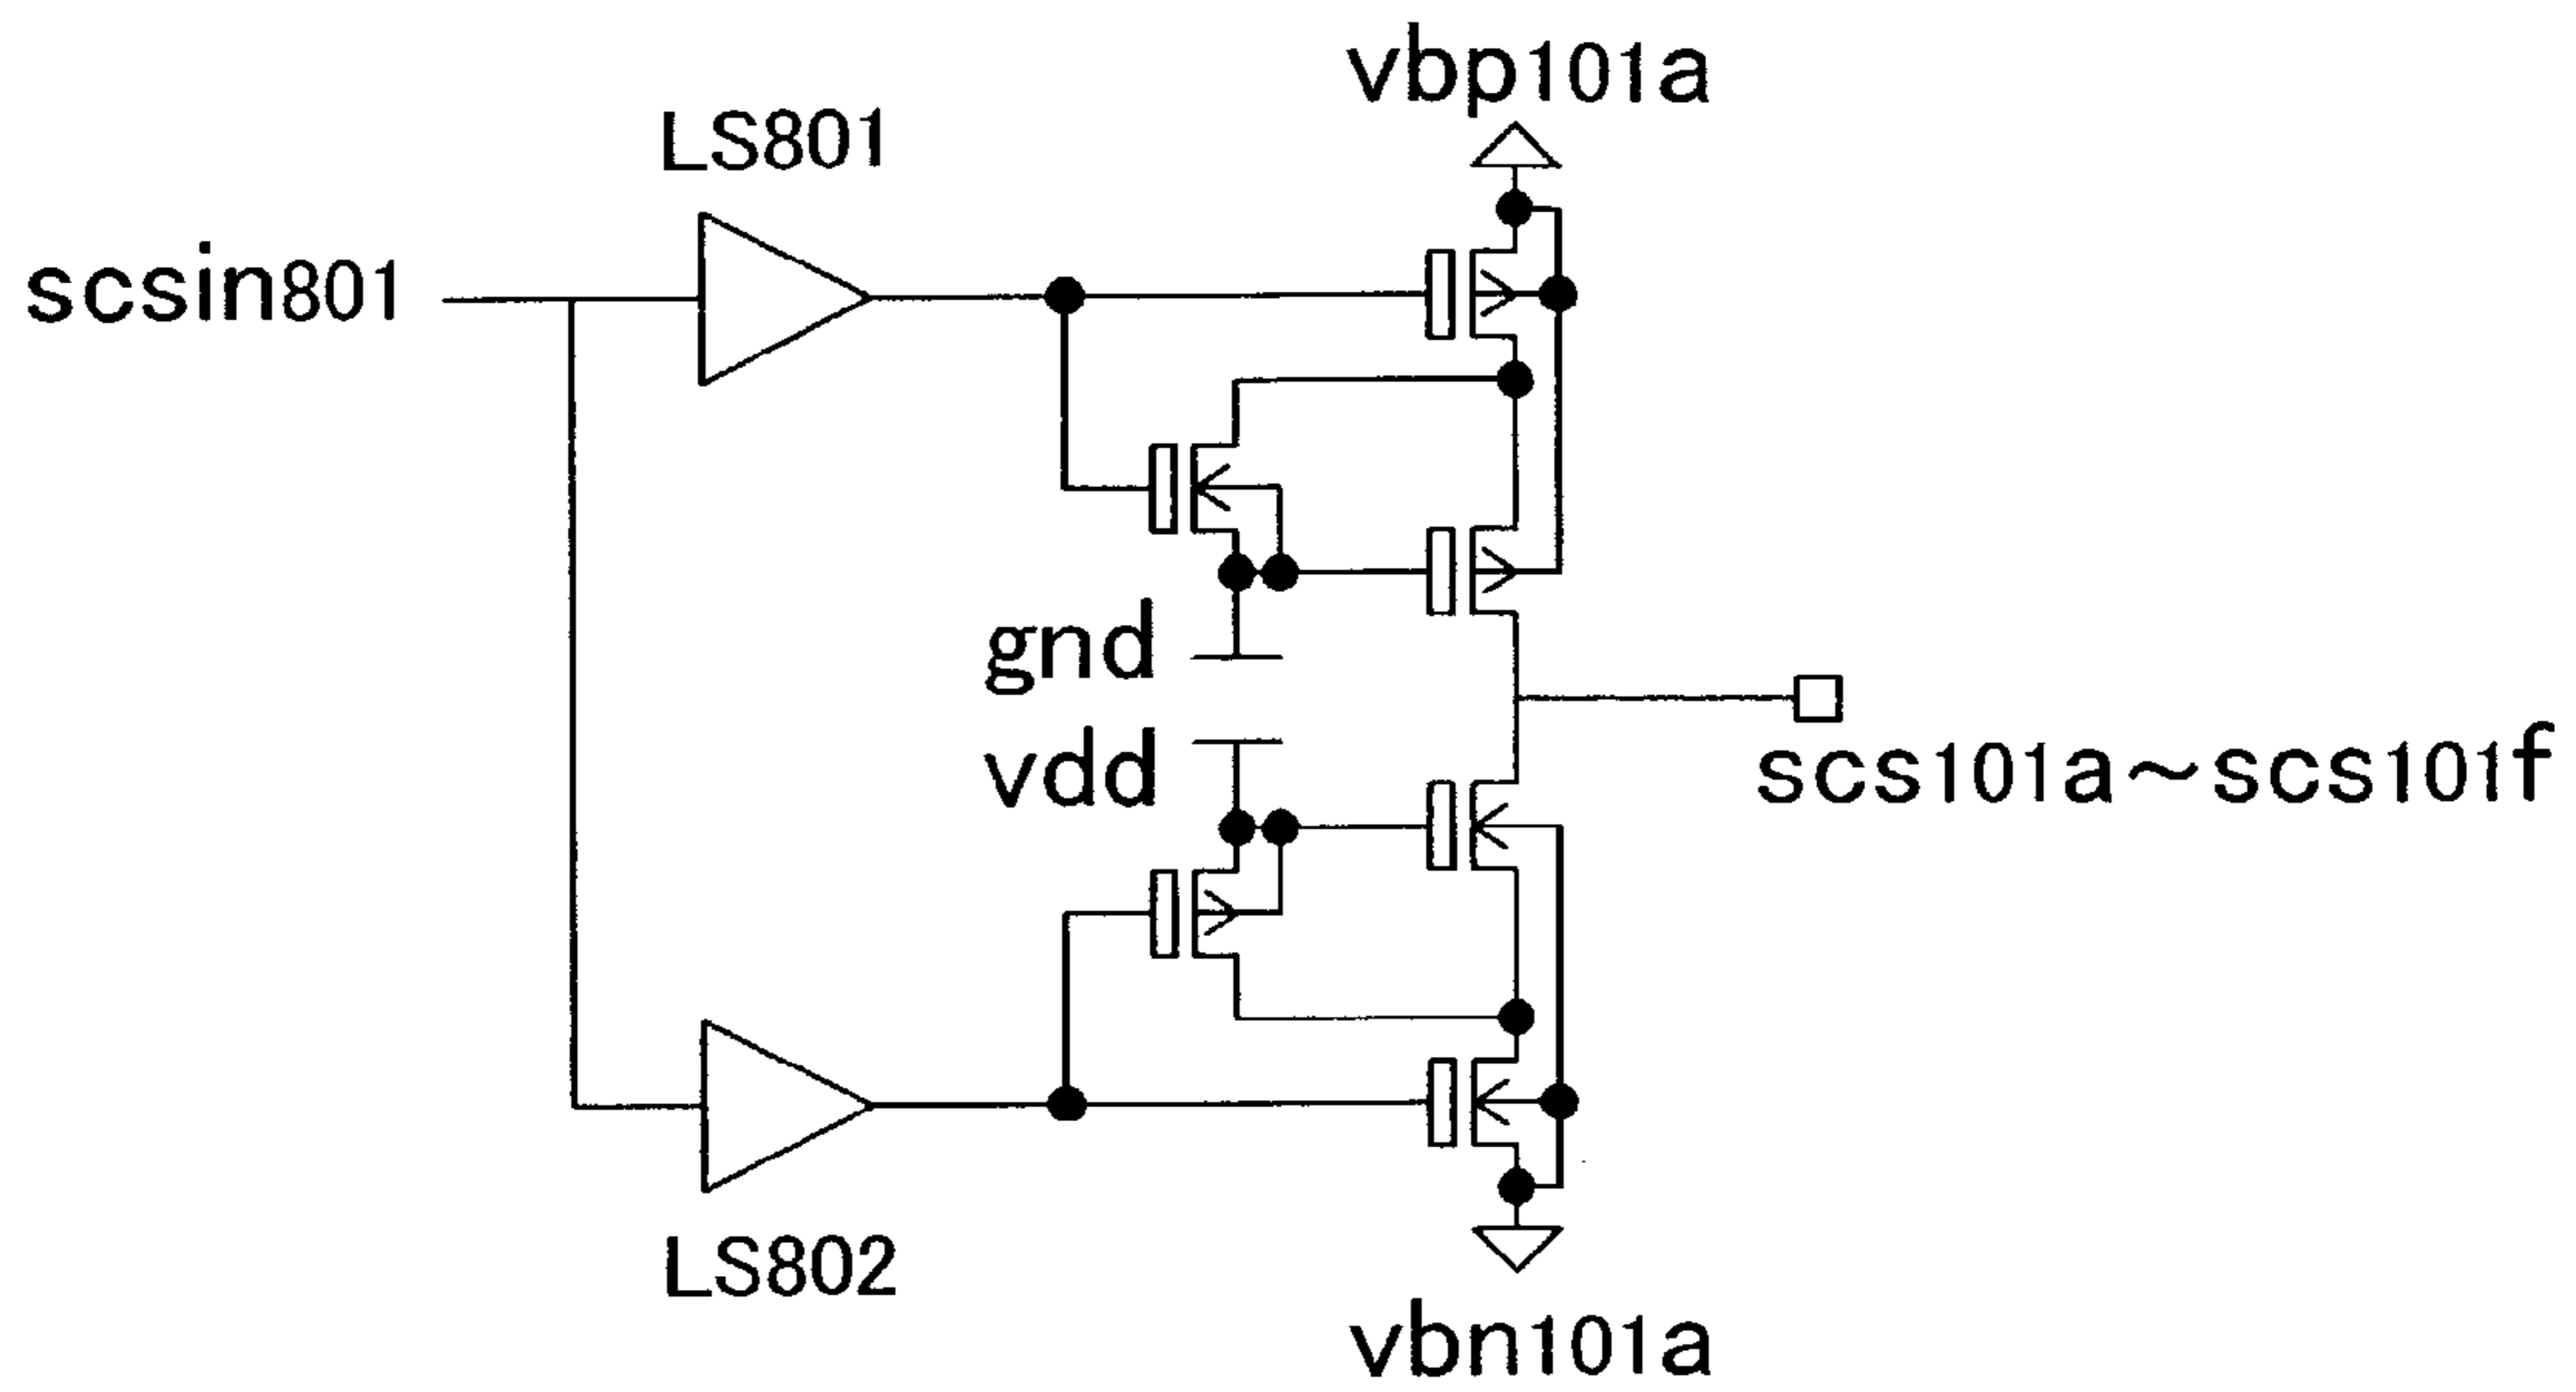 vbp101a
LS801
scsin801
gnd
vdd
scs101a~scs101f
LS802
vbn101a